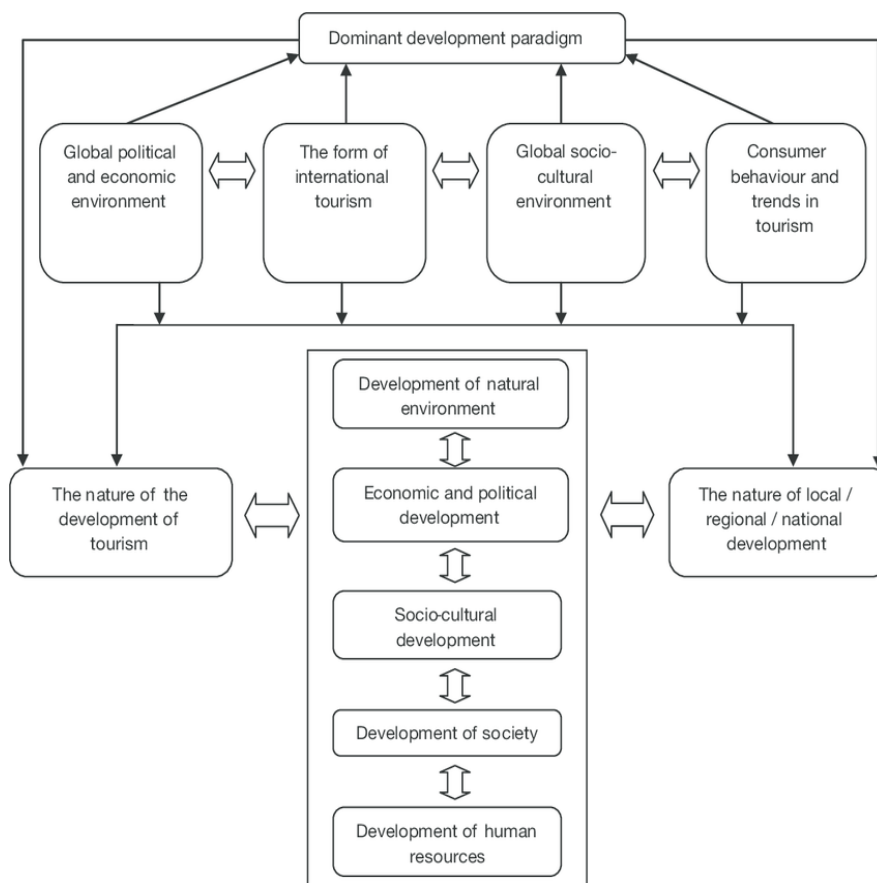 Dominant development paradigm
Global political
and economic
environment
The form of
international
tourism
Global socio-
cultural
environment
Consumer
behaviour and
trends in
tourism
Development of natural
environment
The nature of the
development of
tourism
Economic and political
development
The nature of local /
regional / national
development
Socio-cultural
development
Development of society
Development of human
resources